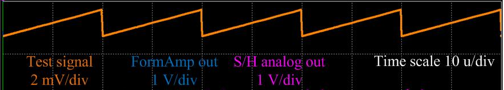 Test signal FormAmp out S/H analog out Time scale 10 u/div
2 mV/div 1 V/div 1 V/div